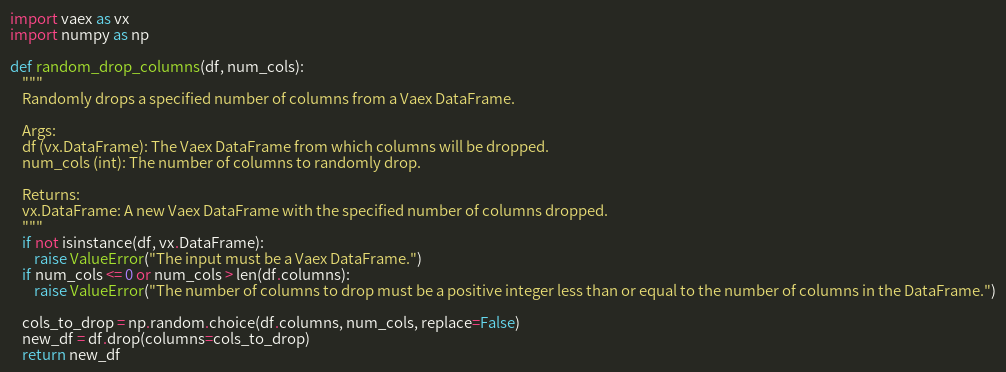 import vaex as vx
import numpy as np

def random_drop_columns(df, num_cols):
    """
    Randomly drops a specified number of columns from a Vaex DataFrame.

    Args:
    df (vx.DataFrame): The Vaex DataFrame from which columns will be dropped.
    num_cols (int): The number of columns to randomly drop.

    Returns:
    vx.DataFrame: A new Vaex DataFrame with the specified number of columns dropped.
    """
    if not isinstance(df, vx.DataFrame):
        raise ValueError("The input must be a Vaex DataFrame.")
    if num_cols <= 0 or num_cols > len(df.columns):
        raise ValueError("The number of columns to drop must be a positive integer less than or equal to the number of columns in the DataFrame.")

    cols_to_drop = np.random.choice(df.columns, num_cols, replace=False)
    new_df = df.drop(columns=cols_to_drop)
    return new_df